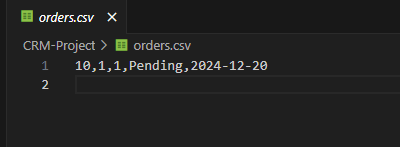 orders.csv ×
CRM-Project > orders.csv
1 10,1,1,Pending,2024-12-20
2